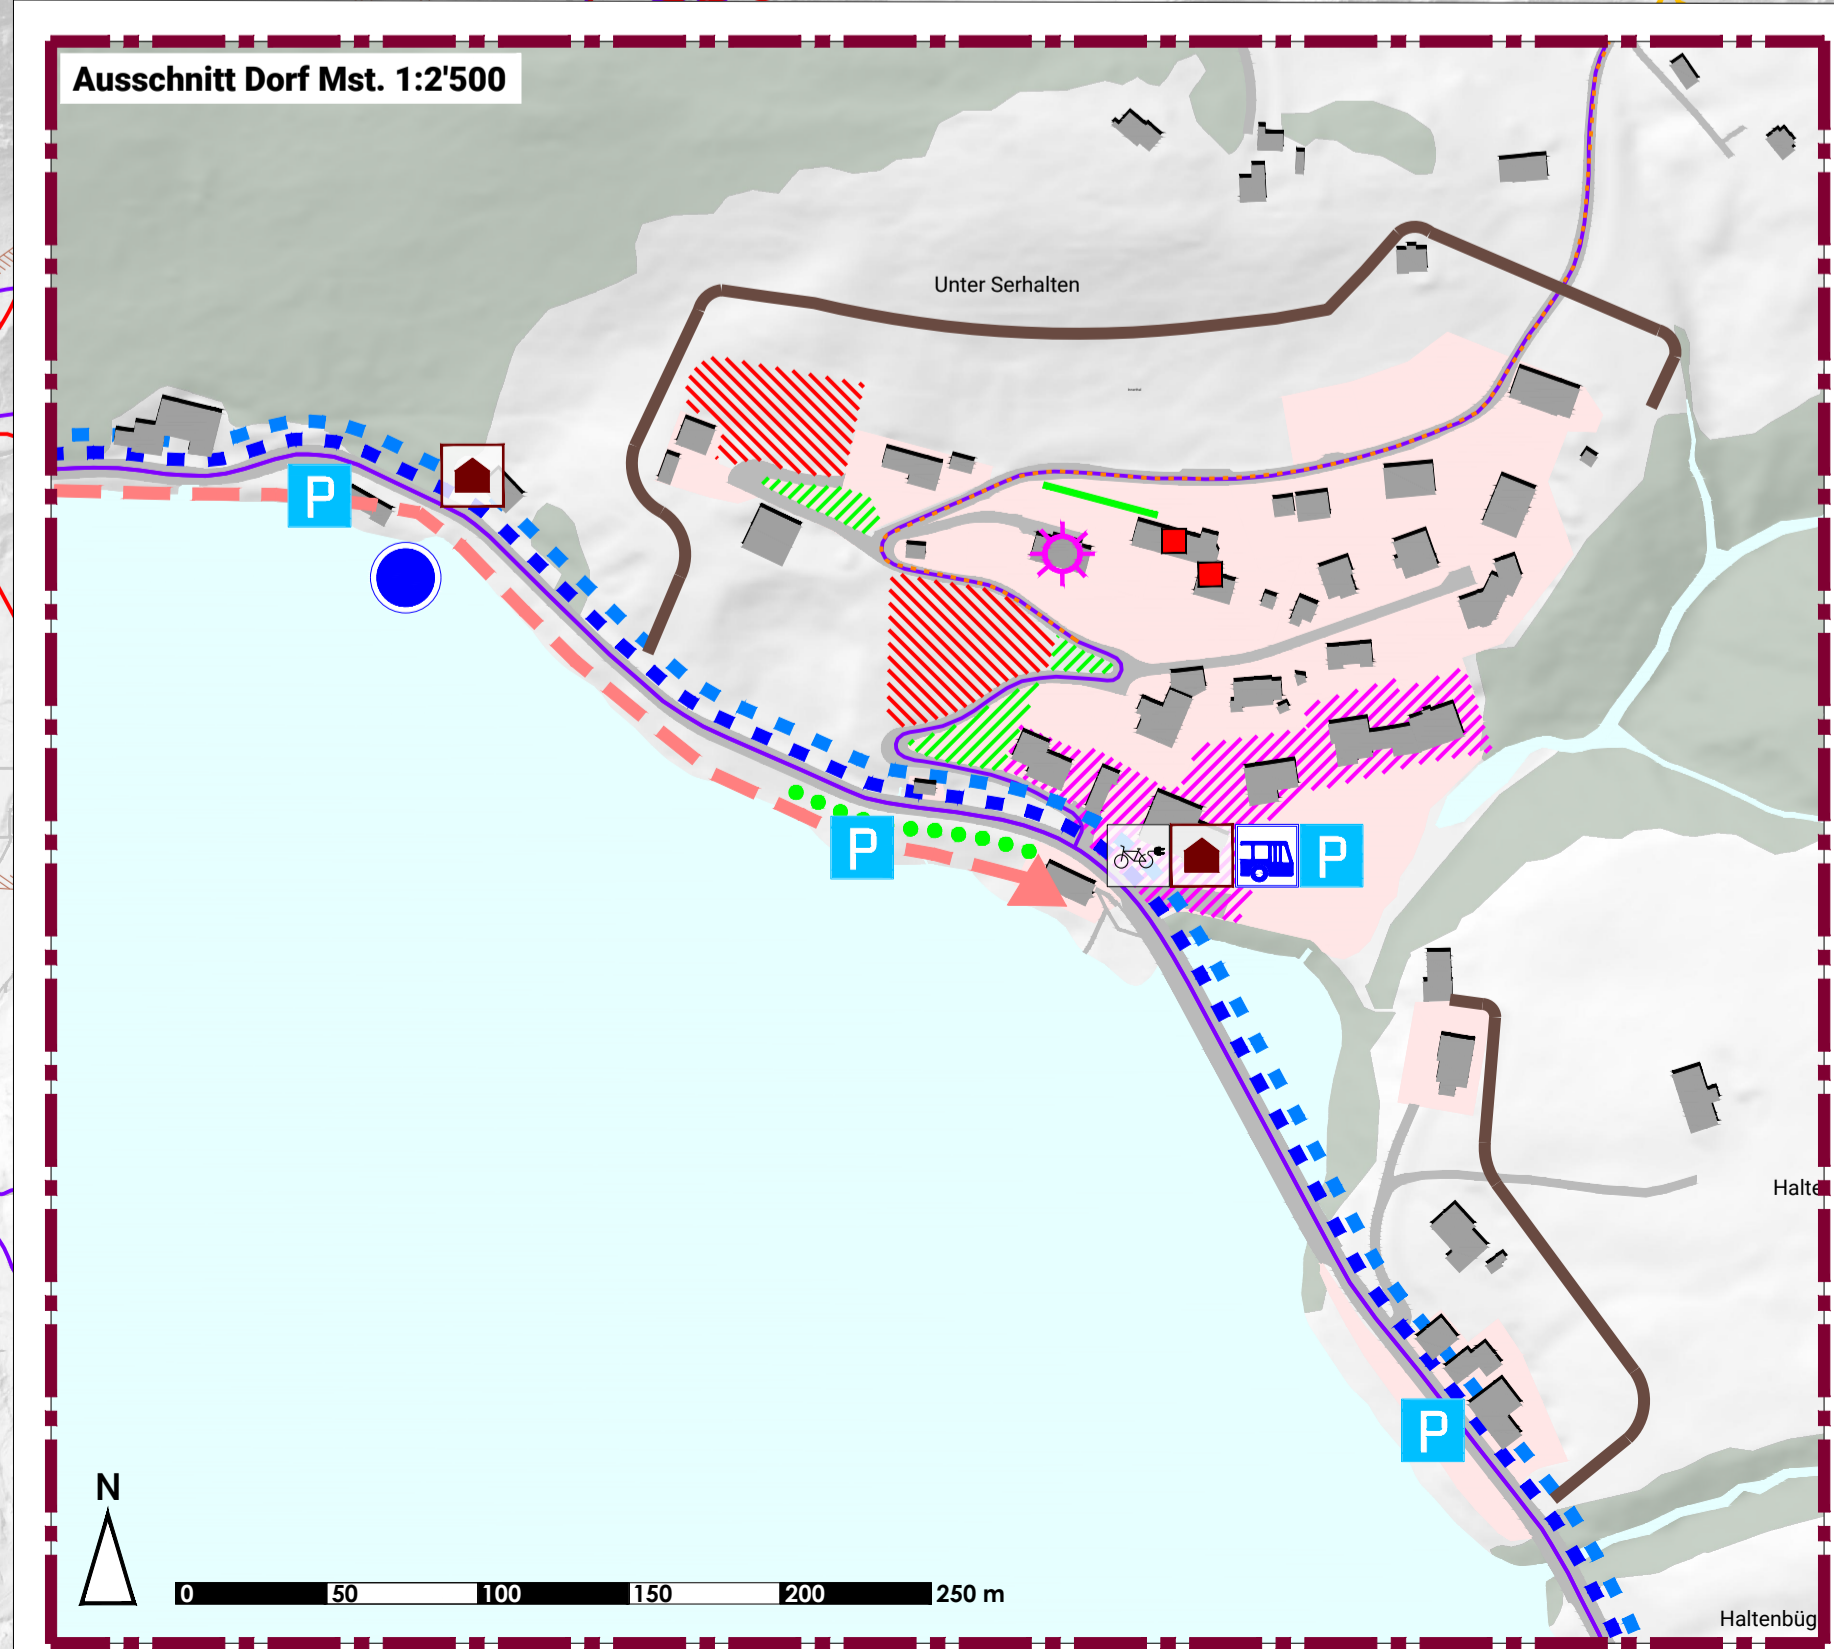 Ausschnitt Dorf Mst. 1:2'500
Unter Serhalten
P
P
P
Halte
P
N
0 50 100 150 200 250 m
Haltenbüg